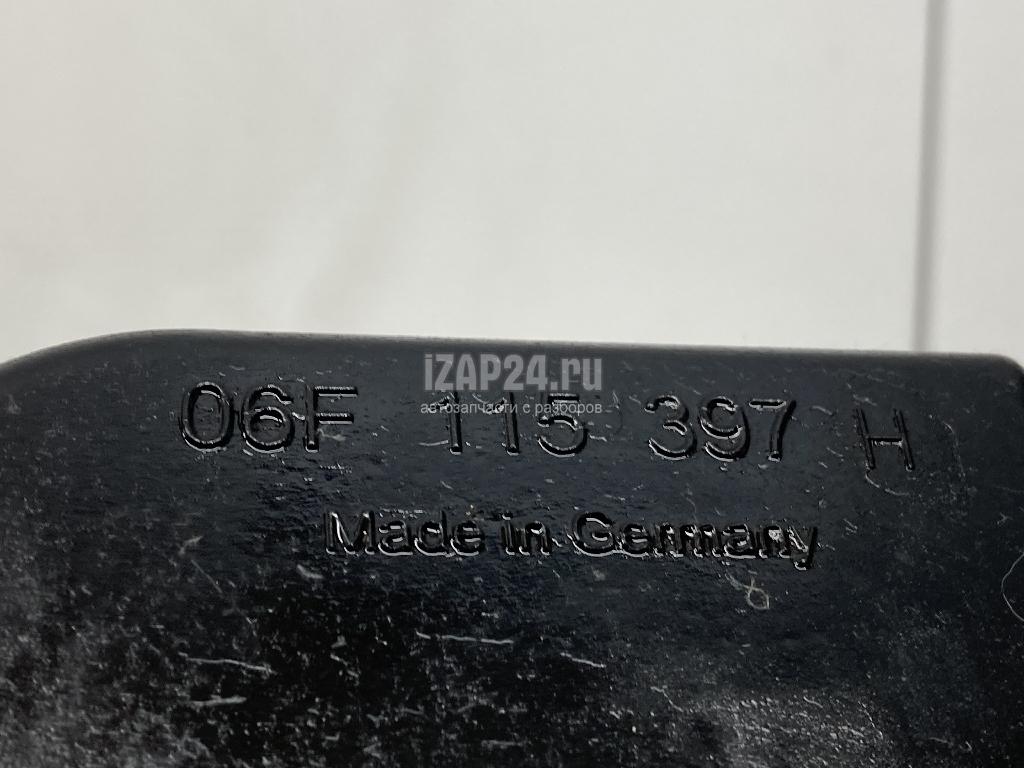 iZAP24.ru
автозапчасти с разборов
06F 115 397 H
Made in Germany